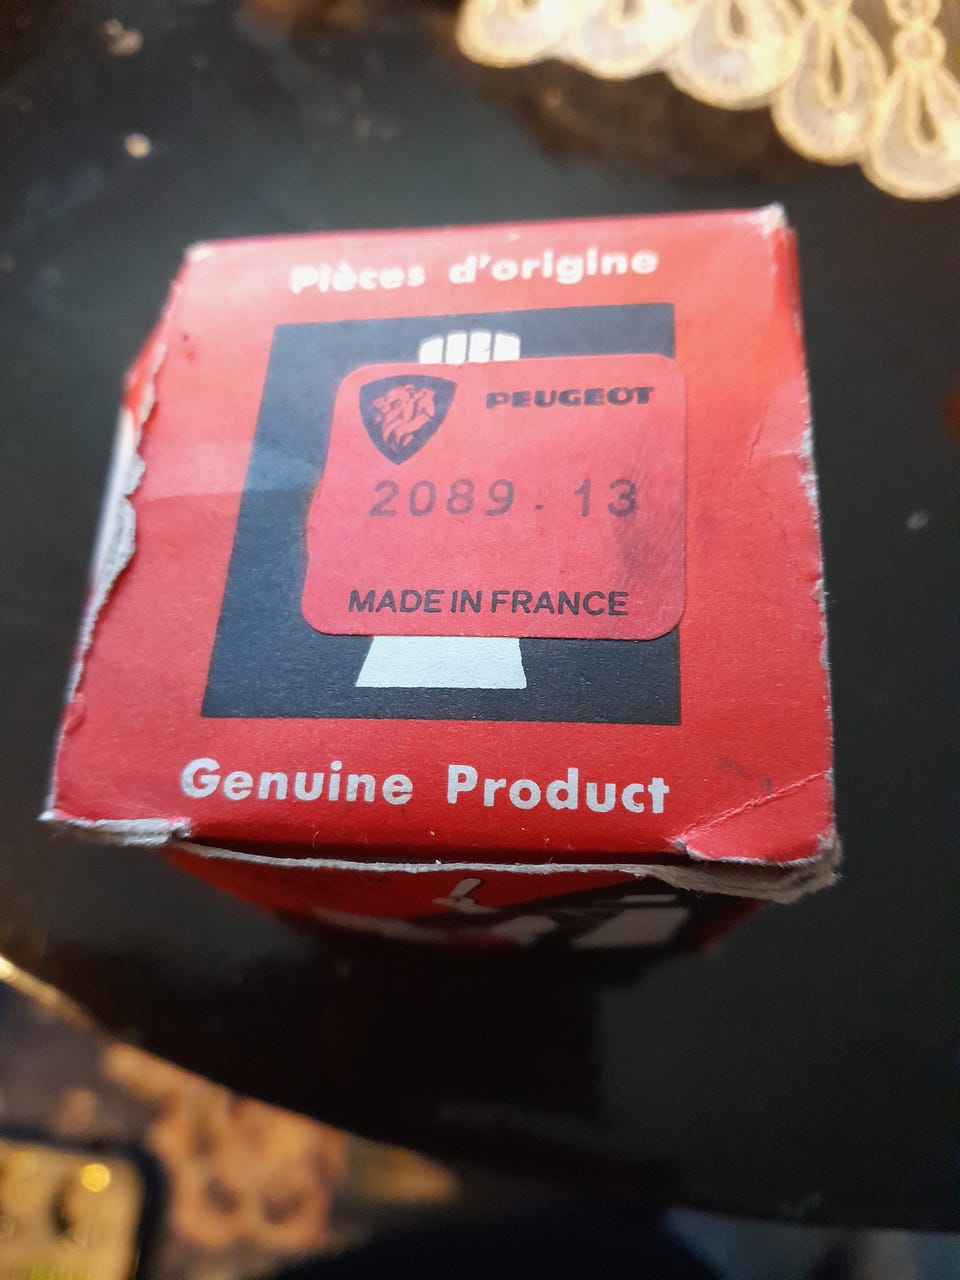 Pièces d'origine
PEUGEOT
2089.13
MADE IN FRANCE
Genuine Product